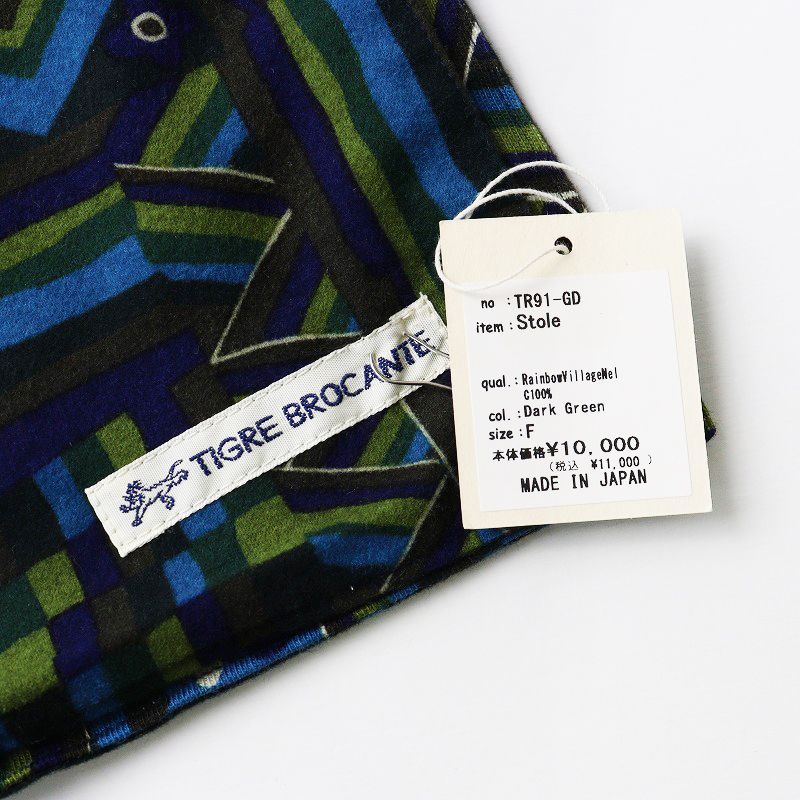 TIGRE BROCANTE
no : TR91-GD
item : Stole
qual. : RainbowVillageNel
C100%
col. : Dark Green
size : F
本体価格 ¥10,000
(税込 ¥11,000 )
MADE IN JAPAN